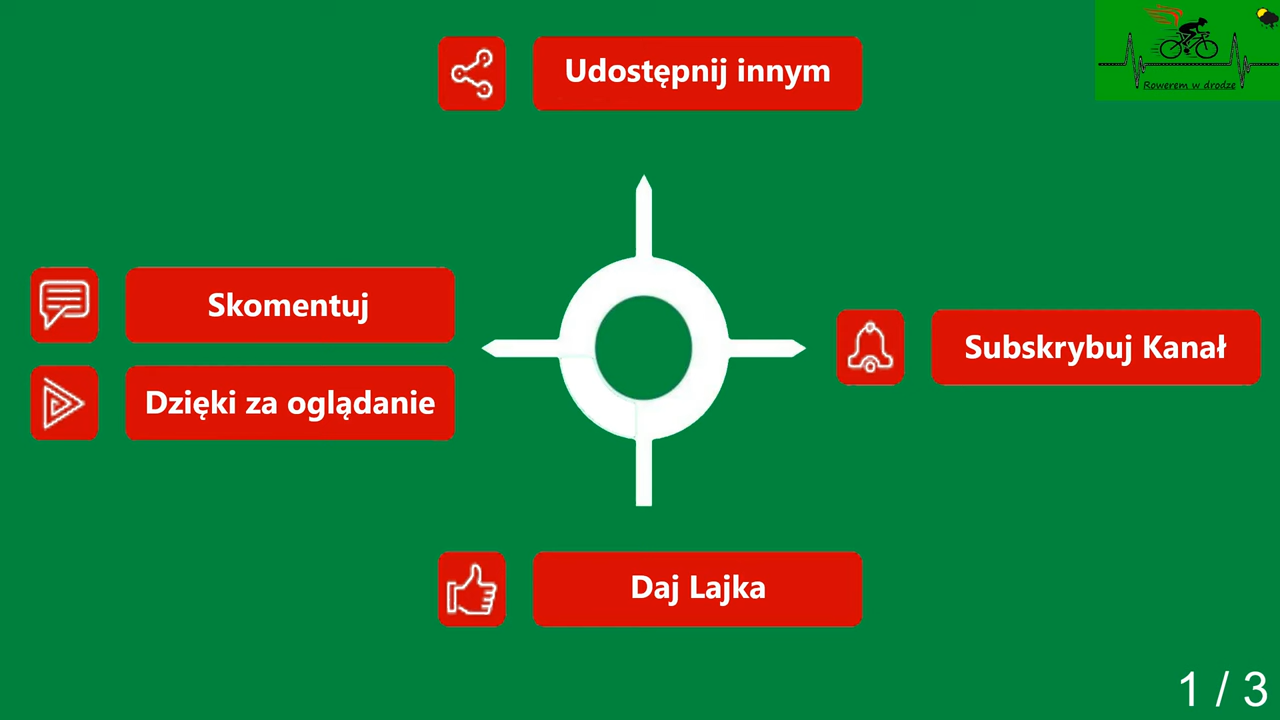 Udostępnij innym
Rowerem w drodze
Skomentuj
Subskrybuj Kanał
Dzięki za oglądanie
Daj Lajka
1 / 3